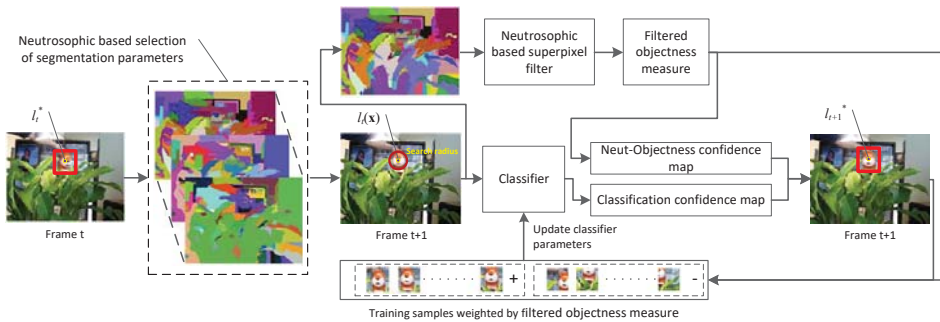 Neutrosophic based selection
of segmentation parameters
Neutrosophic
based superpixel
filter
Filtered
objectness
measure
l_t^*
l_t(x)
Search radius
l_{t+1}^*
Classifier
Neut-Objectness confidence
map
Classification confidence map
Frame t
Frame t+1
Frame t+1
Update classifier
parameters
+
-
Training samples weighted by filtered objectness measure